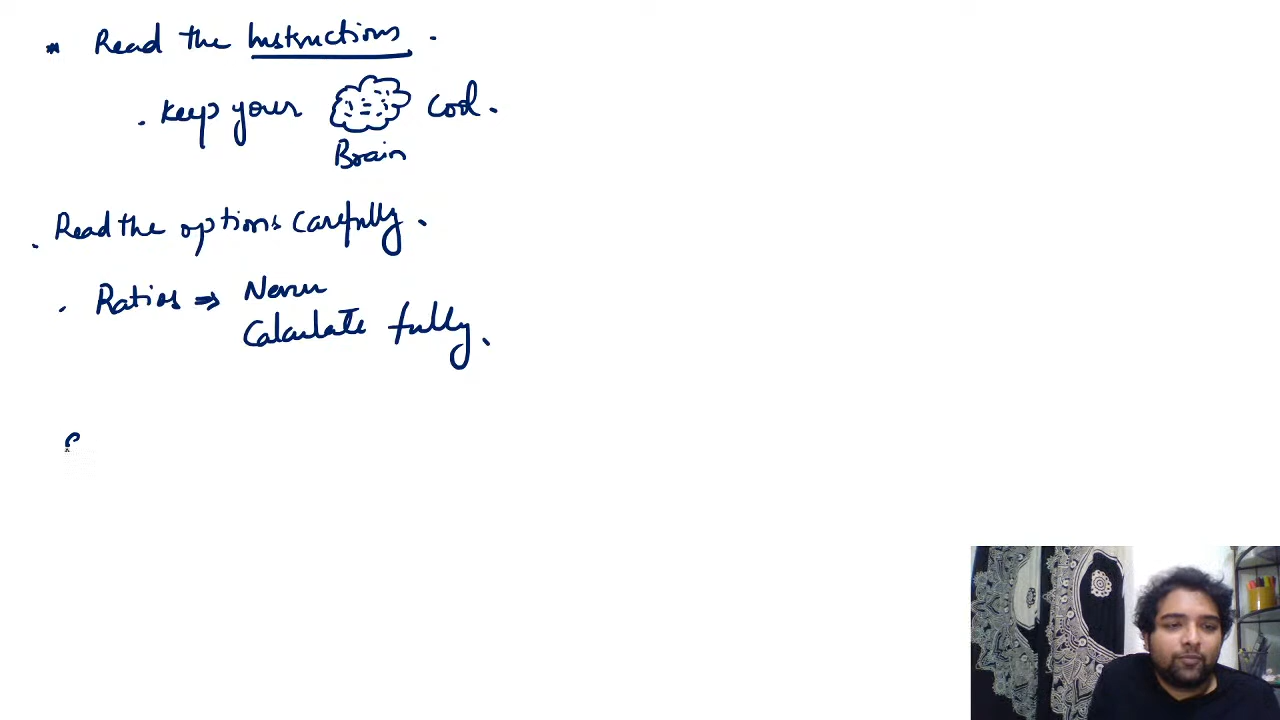 * Read the Instructions.
. Keep your cool.
Brain
. Read the options carefully.
. Ratios ⇒ Never
Calculate fully.